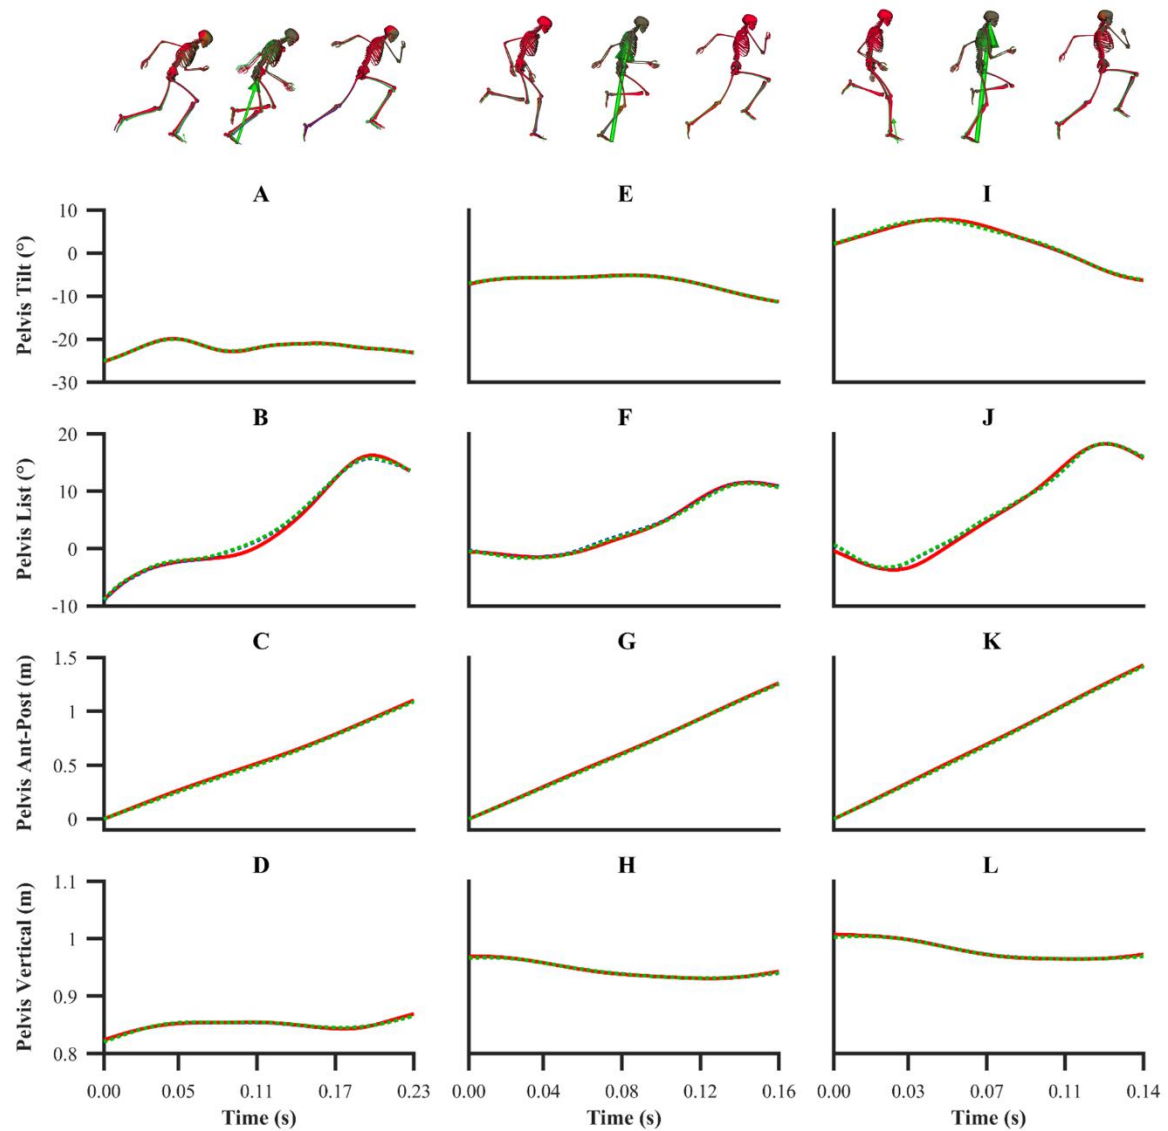 A E I
Pelvis Tilt (°)
10
0
-10
-20
-30
B F J
Pelvis List (°)
20
10
0
-10
C G K
Pelvis Ant-Post (m)
1.5
1
0.5
0
D H L
Pelvis Vertical (m)
1.1
1
0.9
0.8
0.00 0.05 0.11 0.17 0.23 0.00 0.04 0.08 0.12 0.16 0.00 0.03 0.07 0.11 0.14
Time (s) Time (s) Time (s)